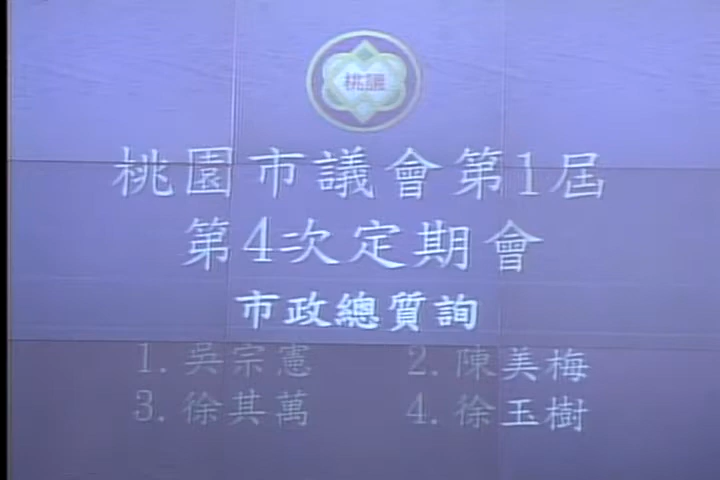 桃議
桃園市議會第1屆
第4次定期會
市政總質詢
1. 吳宗憲 2. 陳美梅
3. 徐其萬 4. 徐玉樹